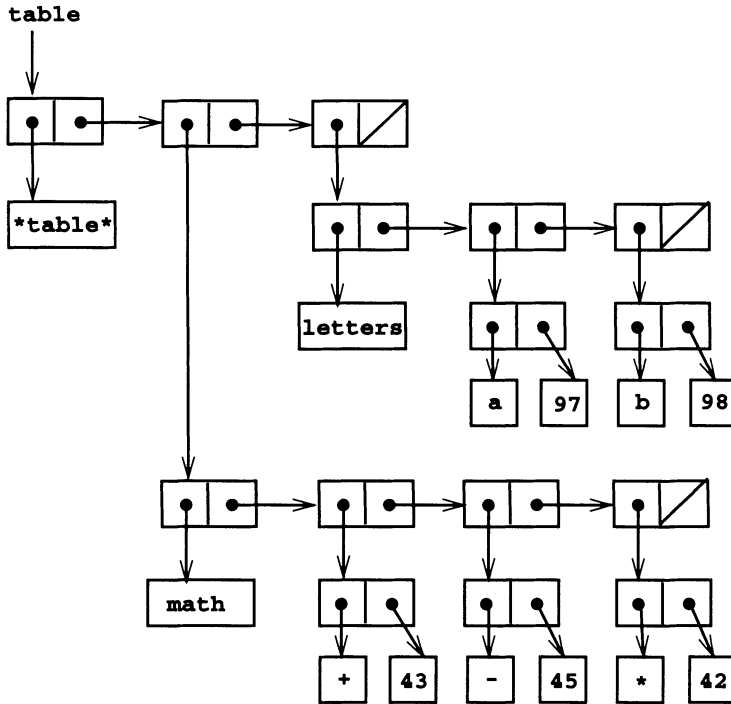 table
*table*
letters
a 97 b 98
math
+ 43 - 45 * 42